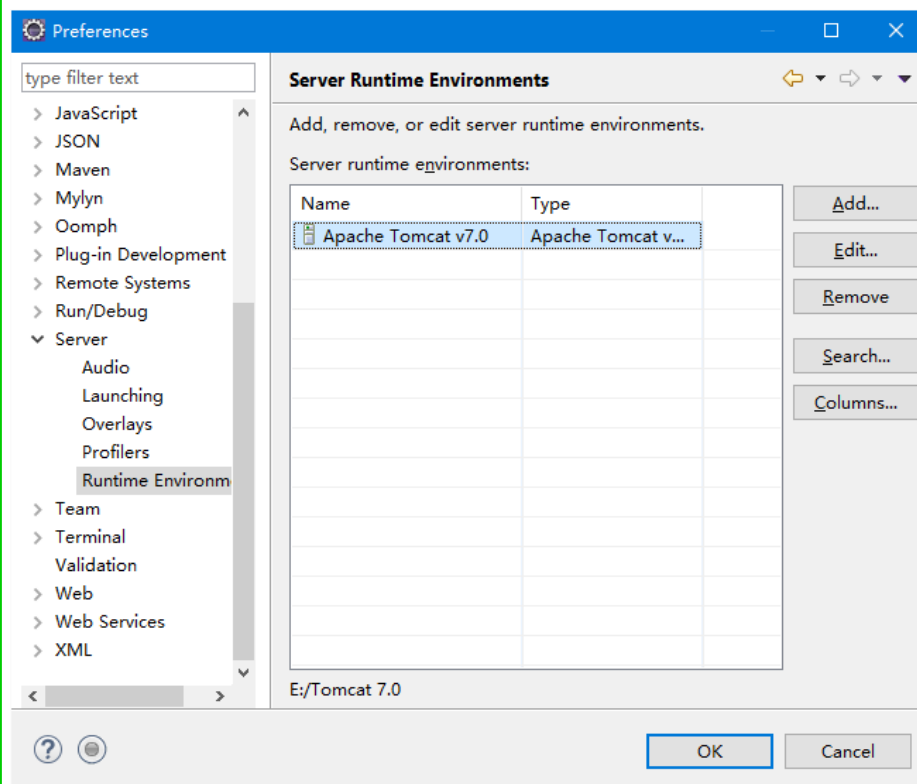 Preferences
type filter text
JavaScript
JSON
Maven
Mylyn
Oomph
Plug-in Development
Remote Systems
Run/Debug
Server
Audio
Launching
Overlays
Profilers
Runtime Environm
Team
Terminal
Validation
Web
Web Services
XML
Server Runtime Environments
Add, remove, or edit server runtime environments.
Server runtime environments:
Name Type
Apache Tomcat v7.0 Apache Tomcat v...
E:/Tomcat 7.0
Add...
Edit...
Remove
Search...
Columns...
OK Cancel